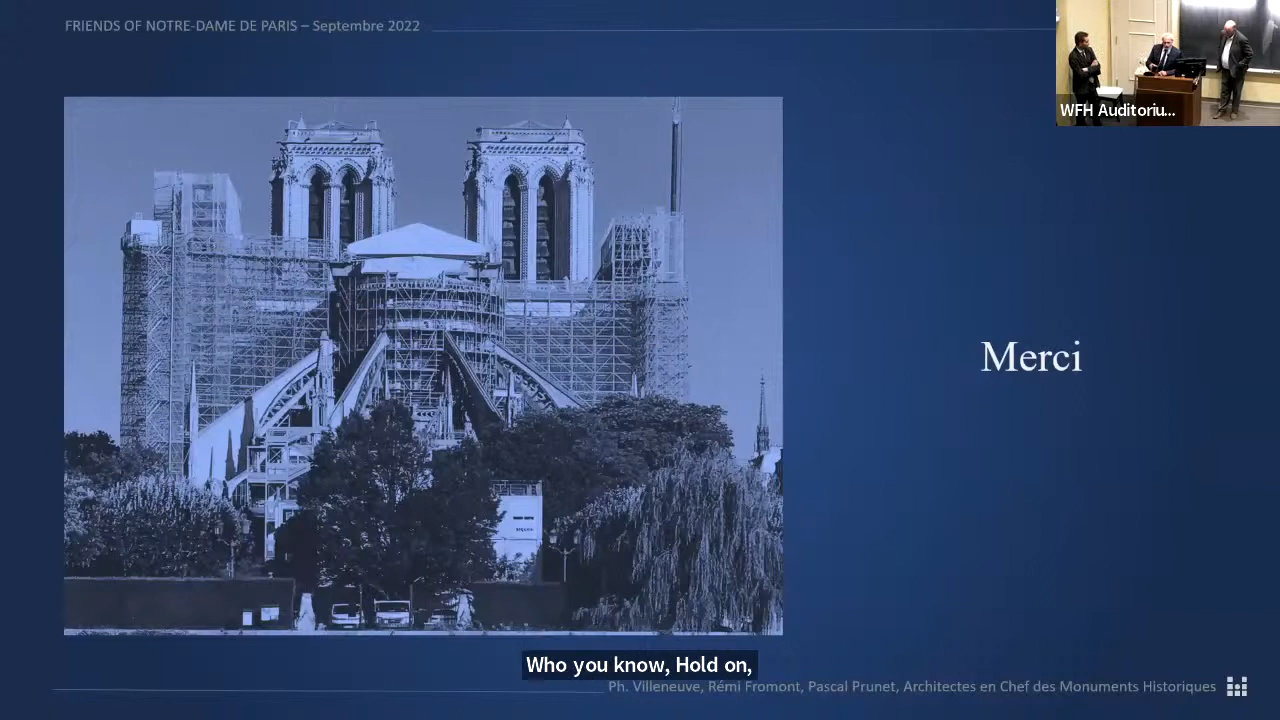 FRIENDS OF NOTRE-DAME DE PARIS – Septembre 2022
WFH Auditoriu...
Merci
Who you know, Hold on,
Ph. Villeneuve, Rémi Fromont, Pascal Prunet, Architectes en Chef des Monuments Historiques